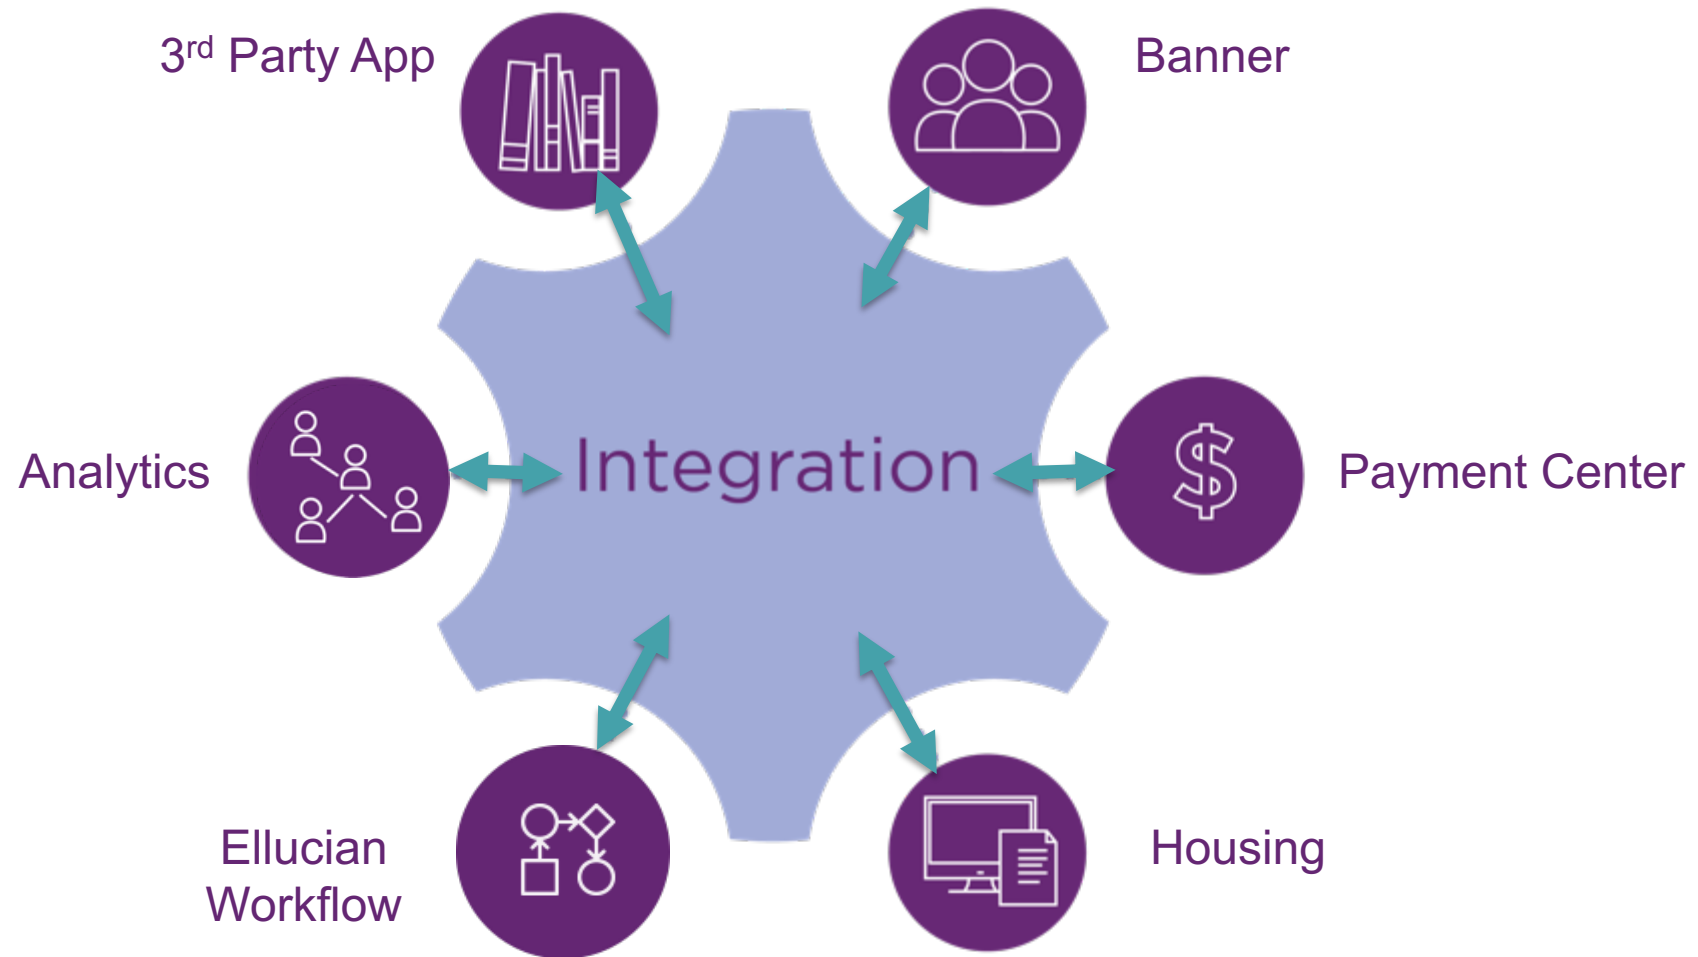 3rd Party App
Banner
Analytics
Integration
Payment Center
Ellucian
Workflow
Housing